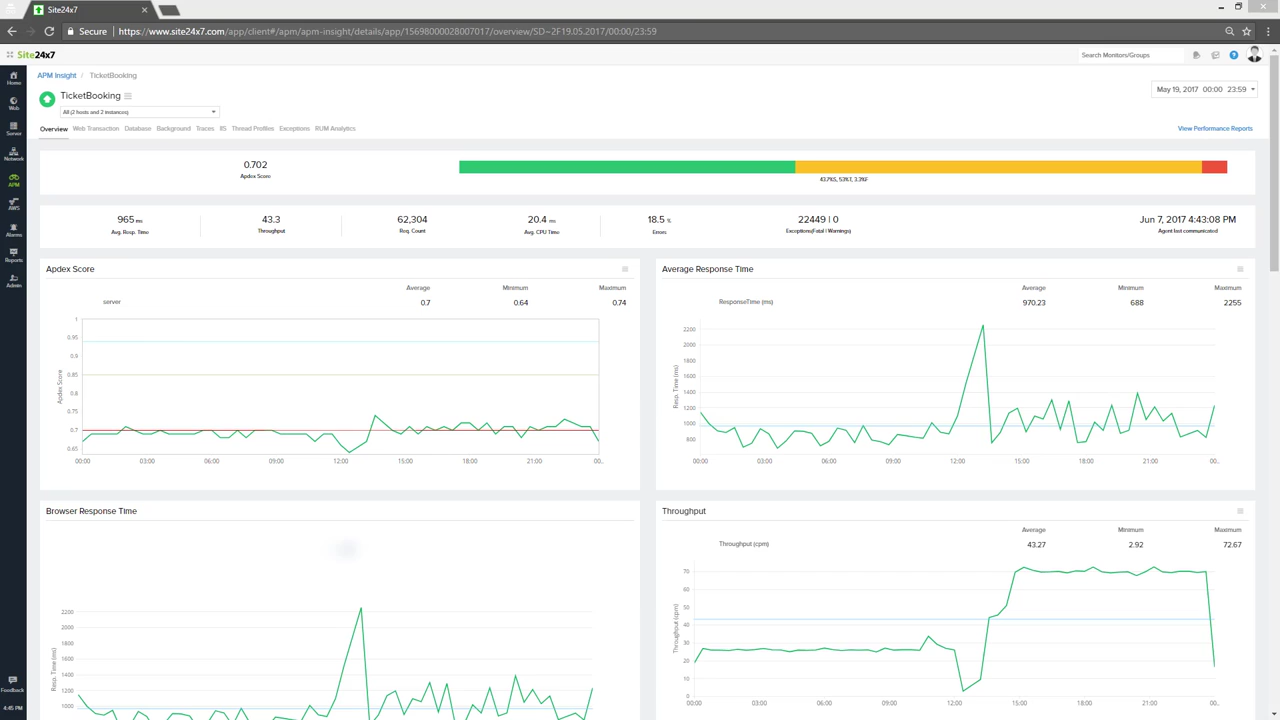 Site24x7
Secure https://www.site24x7.com/app/client#/apm/apm-insight/details/app/15698000028007017/overview/SD~2F19.05.2017/00:00/23:59
Site24x7
Search Monitors/Groups
Home
Web
Server
Network
APM
AWS
Alarms
Reports
Admin
Feedback
4:45 PM
APM Insight / TicketBooking
TicketBooking
May 19, 2017 00:00 23:59
All (2 hosts and 2 instances)
Overview Web Transaction Database Background Traces IIS Thread Profiles Exceptions RUM Analytics
View Performance Reports
0.702
Apdex Score
43.7%S, 53%T, 3.3%F
965 ms
Avg. Resp. Time
43.3
Throughput
62,304
Req. Count
20.4 ms
Avg. CPU Time
18.5 %
Errors
22449 | 0
Exceptions(Fatal | Warnings)
Jun 7, 2017 4:43:08 PM
Agent last communicated
Apdex Score
Average Minimum Maximum
server 0.7 0.64 0.74
Apdex Score
1
0.95
0.9
0.85
0.8
0.75
0.7
0.65
00:00 03:00 06:00 09:00 12:00 15:00 18:00 21:00 00..
Average Response Time
Average Minimum Maximum
ResponseTime (ms) 970.23 688 2255
Resp. Time (ms)
2200
2000
1800
1600
1400
1200
1000
800
00:00 03:00 06:00 09:00 12:00 15:00 18:00 21:00 00..
Browser Response Time
Resp. Time (ms)
2200
2000
1800
1600
1400
1200
1000
Throughput
Average Minimum Maximum
Throughput (cpm) 43.27 2.92 72.67
Throughput (cpm)
70
60
50
40
30
20
10
0
00:00 03:00 06:00 09:00 12:00 15:00 18:00 21:00 00..